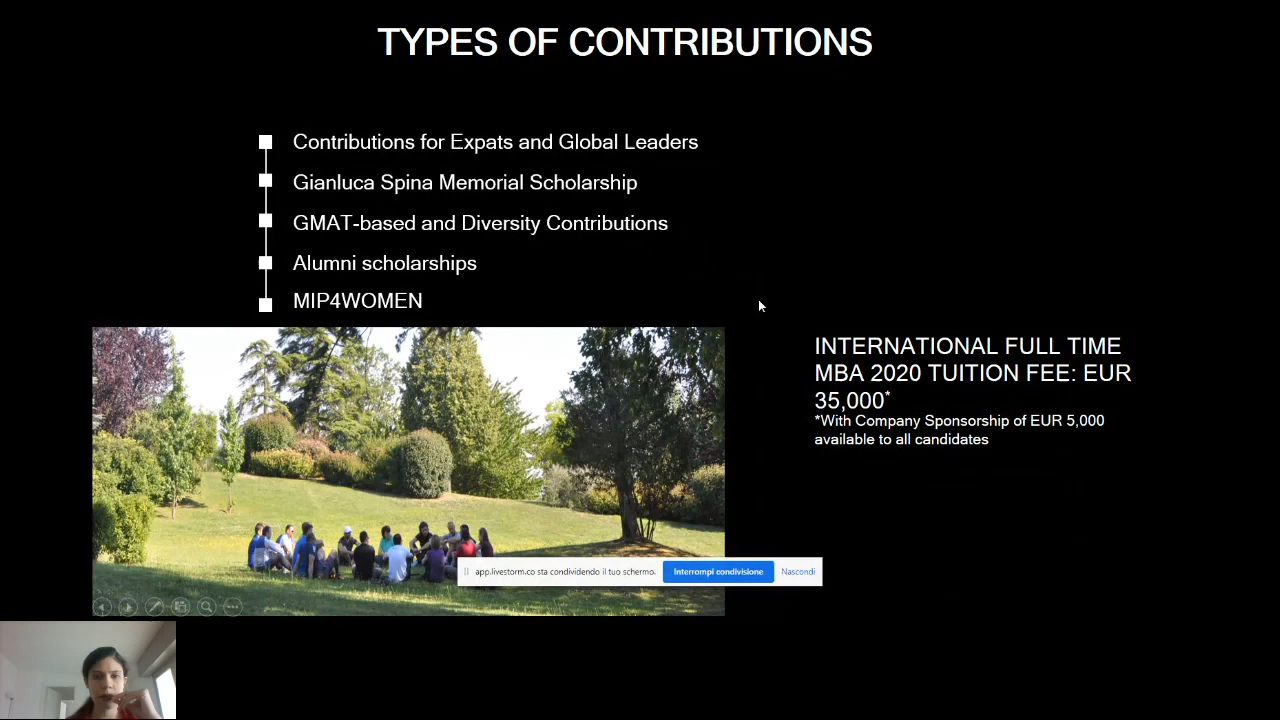 TYPES OF CONTRIBUTIONS
Contributions for Expats and Global Leaders
Gianluca Spina Memorial Scholarship
GMAT-based and Diversity Contributions
Alumni scholarships
MIP4WOMEN
INTERNATIONAL FULL TIME
MBA 2020 TUITION FEE: EUR
35,000*
*With Company Sponsorship of EUR 5,000
available to all candidates
app.livestorm.co sta condividendo il tuo schermo.
Interrompi condivisione
Nascondi